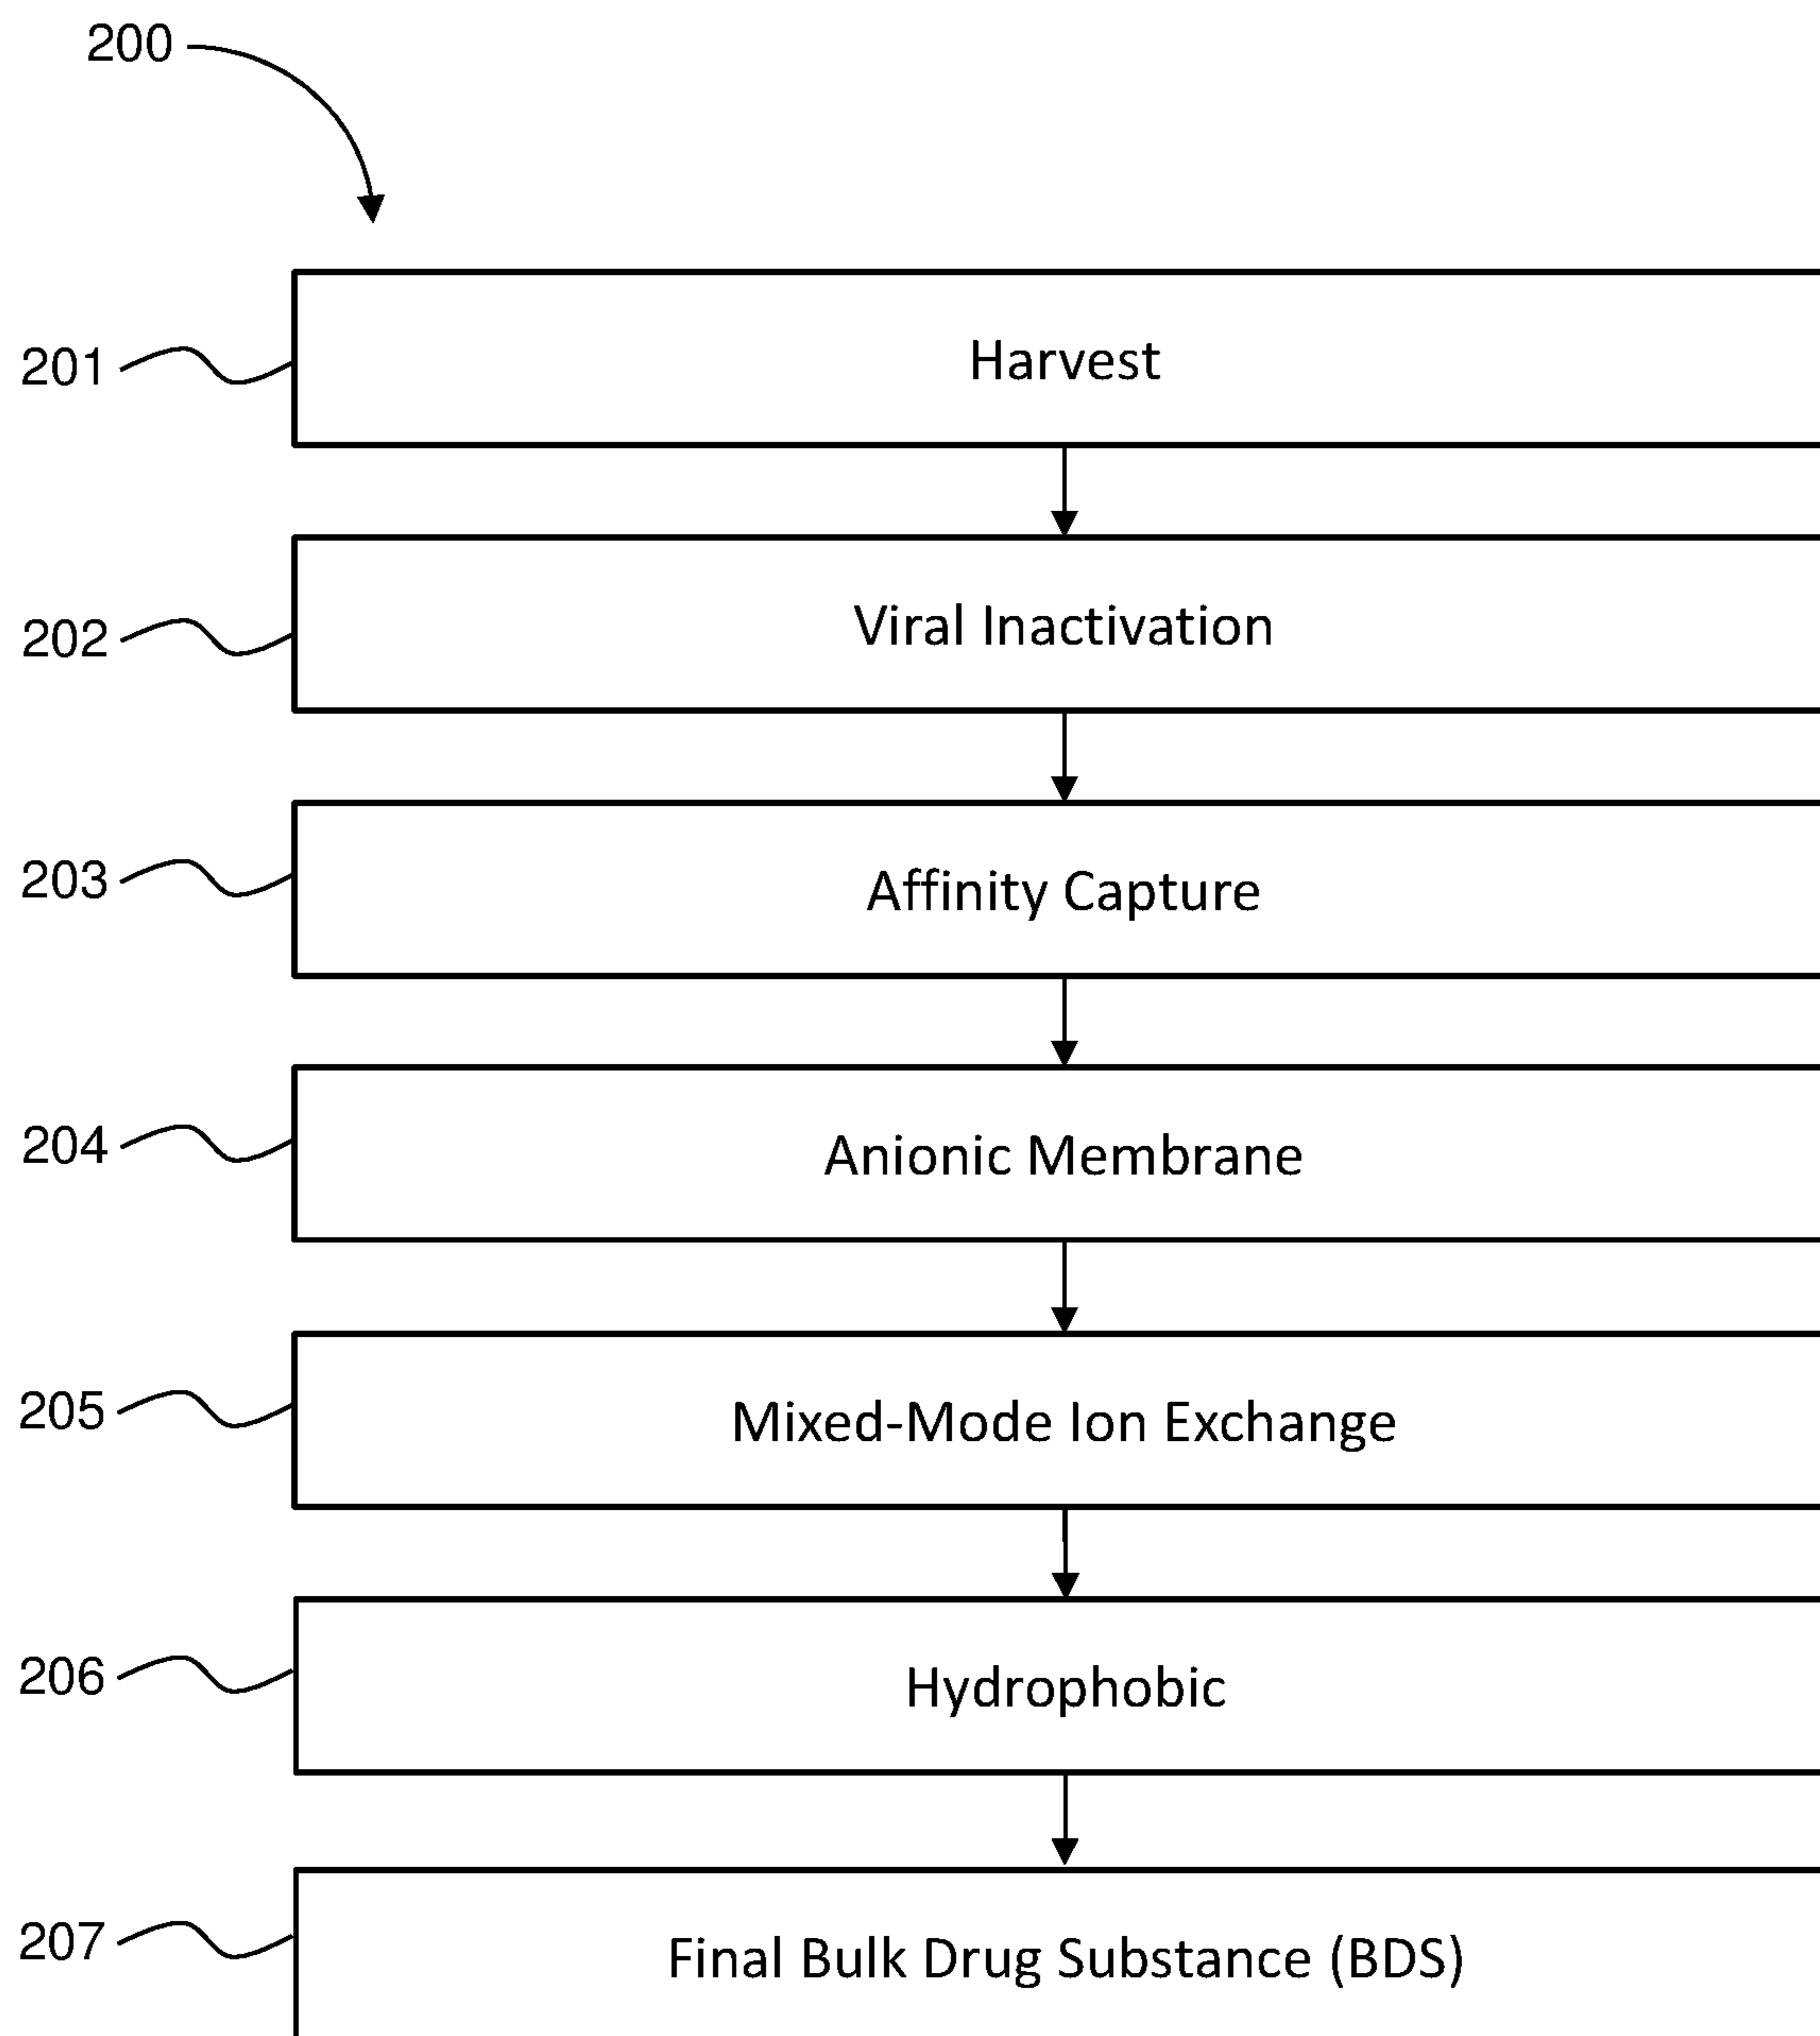 200
201
Harvest
202
Viral Inactivation
203
Affinity Capture
204
Anionic Membrane
205
Mixed-Mode Ion Exchange
206
Hydrophobic
207
Final Bulk Drug Substance (BDS)